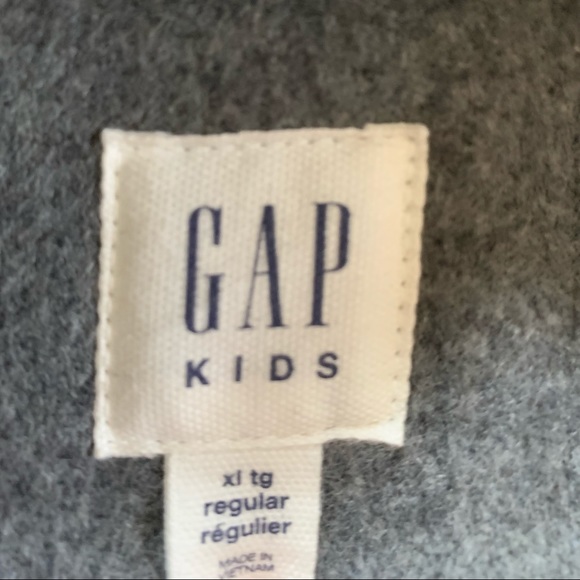 GAP
KIDS
xl tg
regular
régulier
MADE IN
VIETNAM